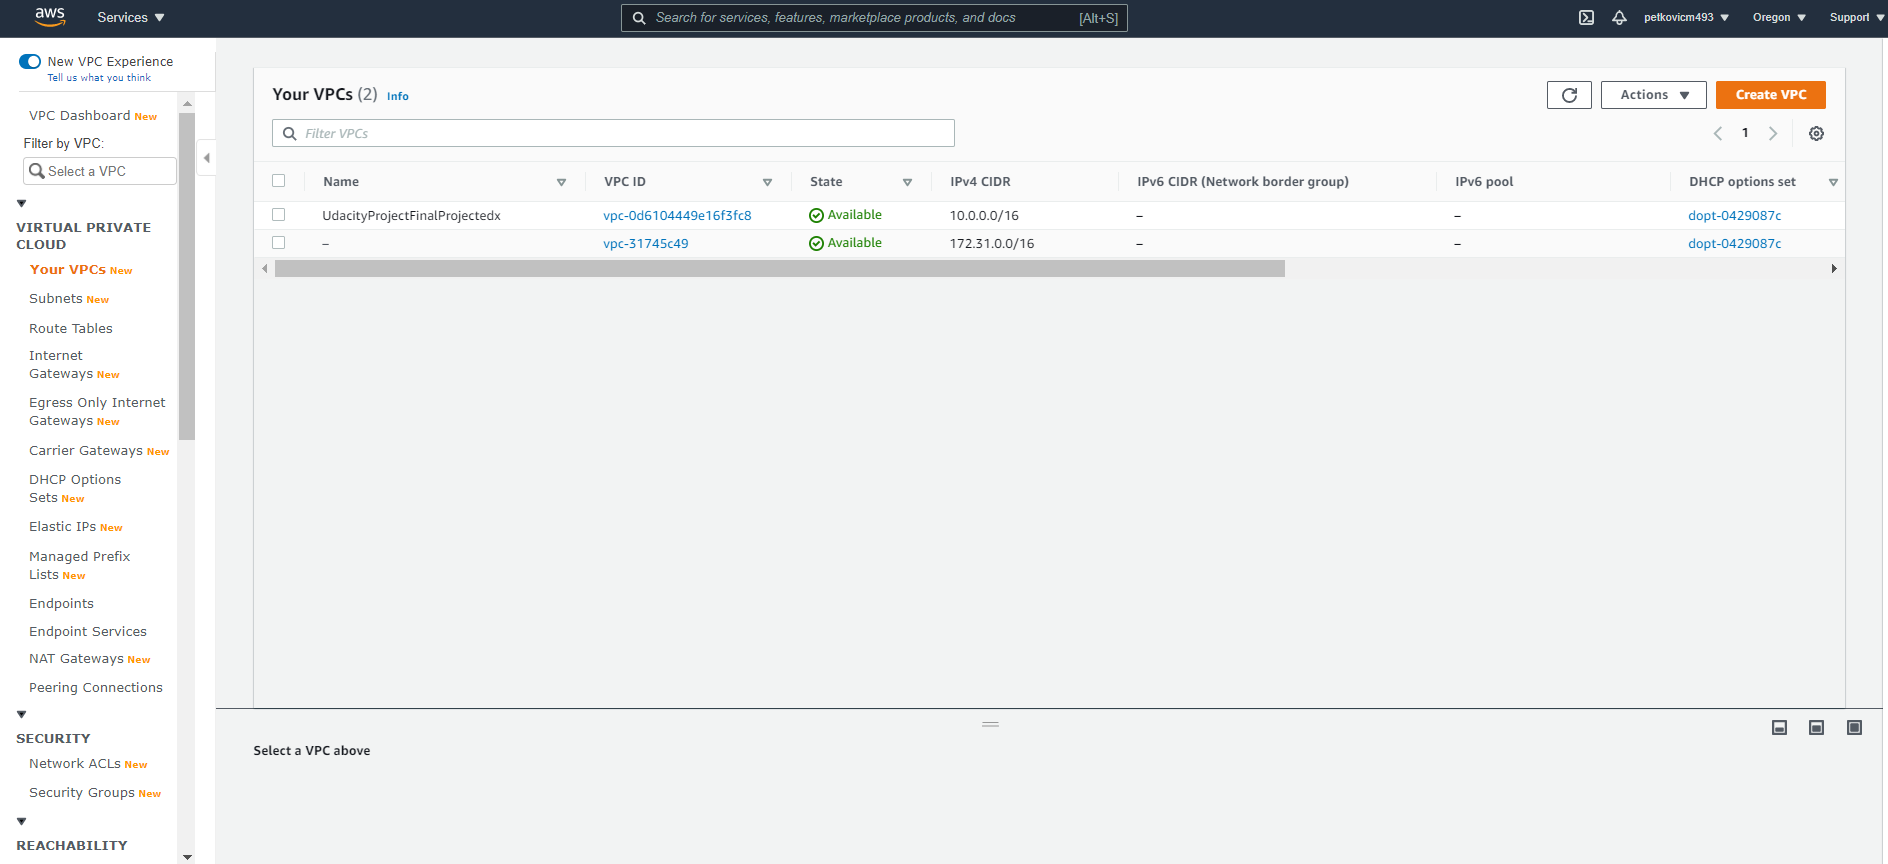 aws
Services
Search for services, features, marketplace products, and docs [Alt+S]
petkovicm493
Oregon
Support
New VPC Experience
Tell us what you think
VPC Dashboard New
Filter by VPC:
Select a VPC
VIRTUAL PRIVATE
CLOUD
Your VPCs New
Subnets New
Route Tables
Internet
Gateways New
Egress Only Internet
Gateways New
Carrier Gateways New
DHCP Options
Sets New
Elastic IPs New
Managed Prefix
Lists New
Endpoints
Endpoint Services
NAT Gateways New
Peering Connections
SECURITY
Network ACLs New
Security Groups New
REACHABILITY
Your VPCs (2) Info
Actions
Create VPC
Filter VPCs
1
Name VPC ID State IPv4 CIDR IPv6 CIDR (Network border group) IPv6 pool DHCP options set
UdacityProjectFinalProjectedx vpc-0d6104449e16f3fc8 Available 10.0.0.0/16 – – dopt-0429087c
– vpc-31745c49 Available 172.31.0.0/16 – – dopt-0429087c
Select a VPC above